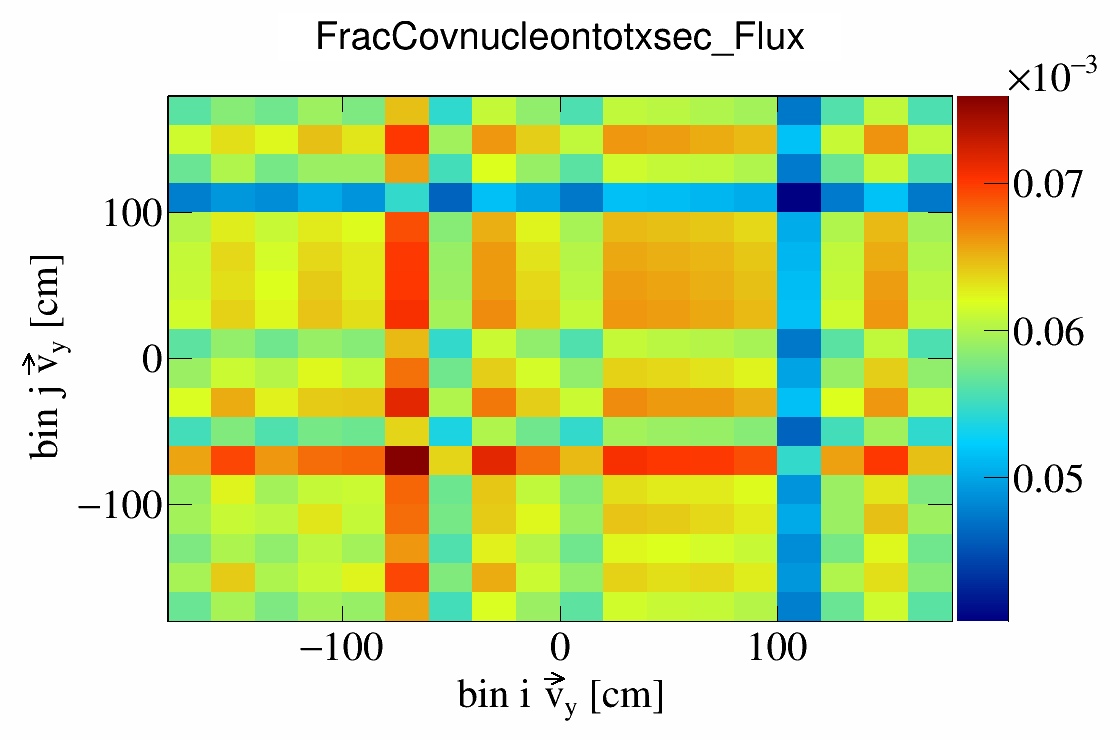 FracCovnucleontotxsec_Flux
×10⁻³
0.07
0.06
0.05
100
0
−100
bin j v⃗y [cm]
−100 0 100
bin i v⃗y [cm]